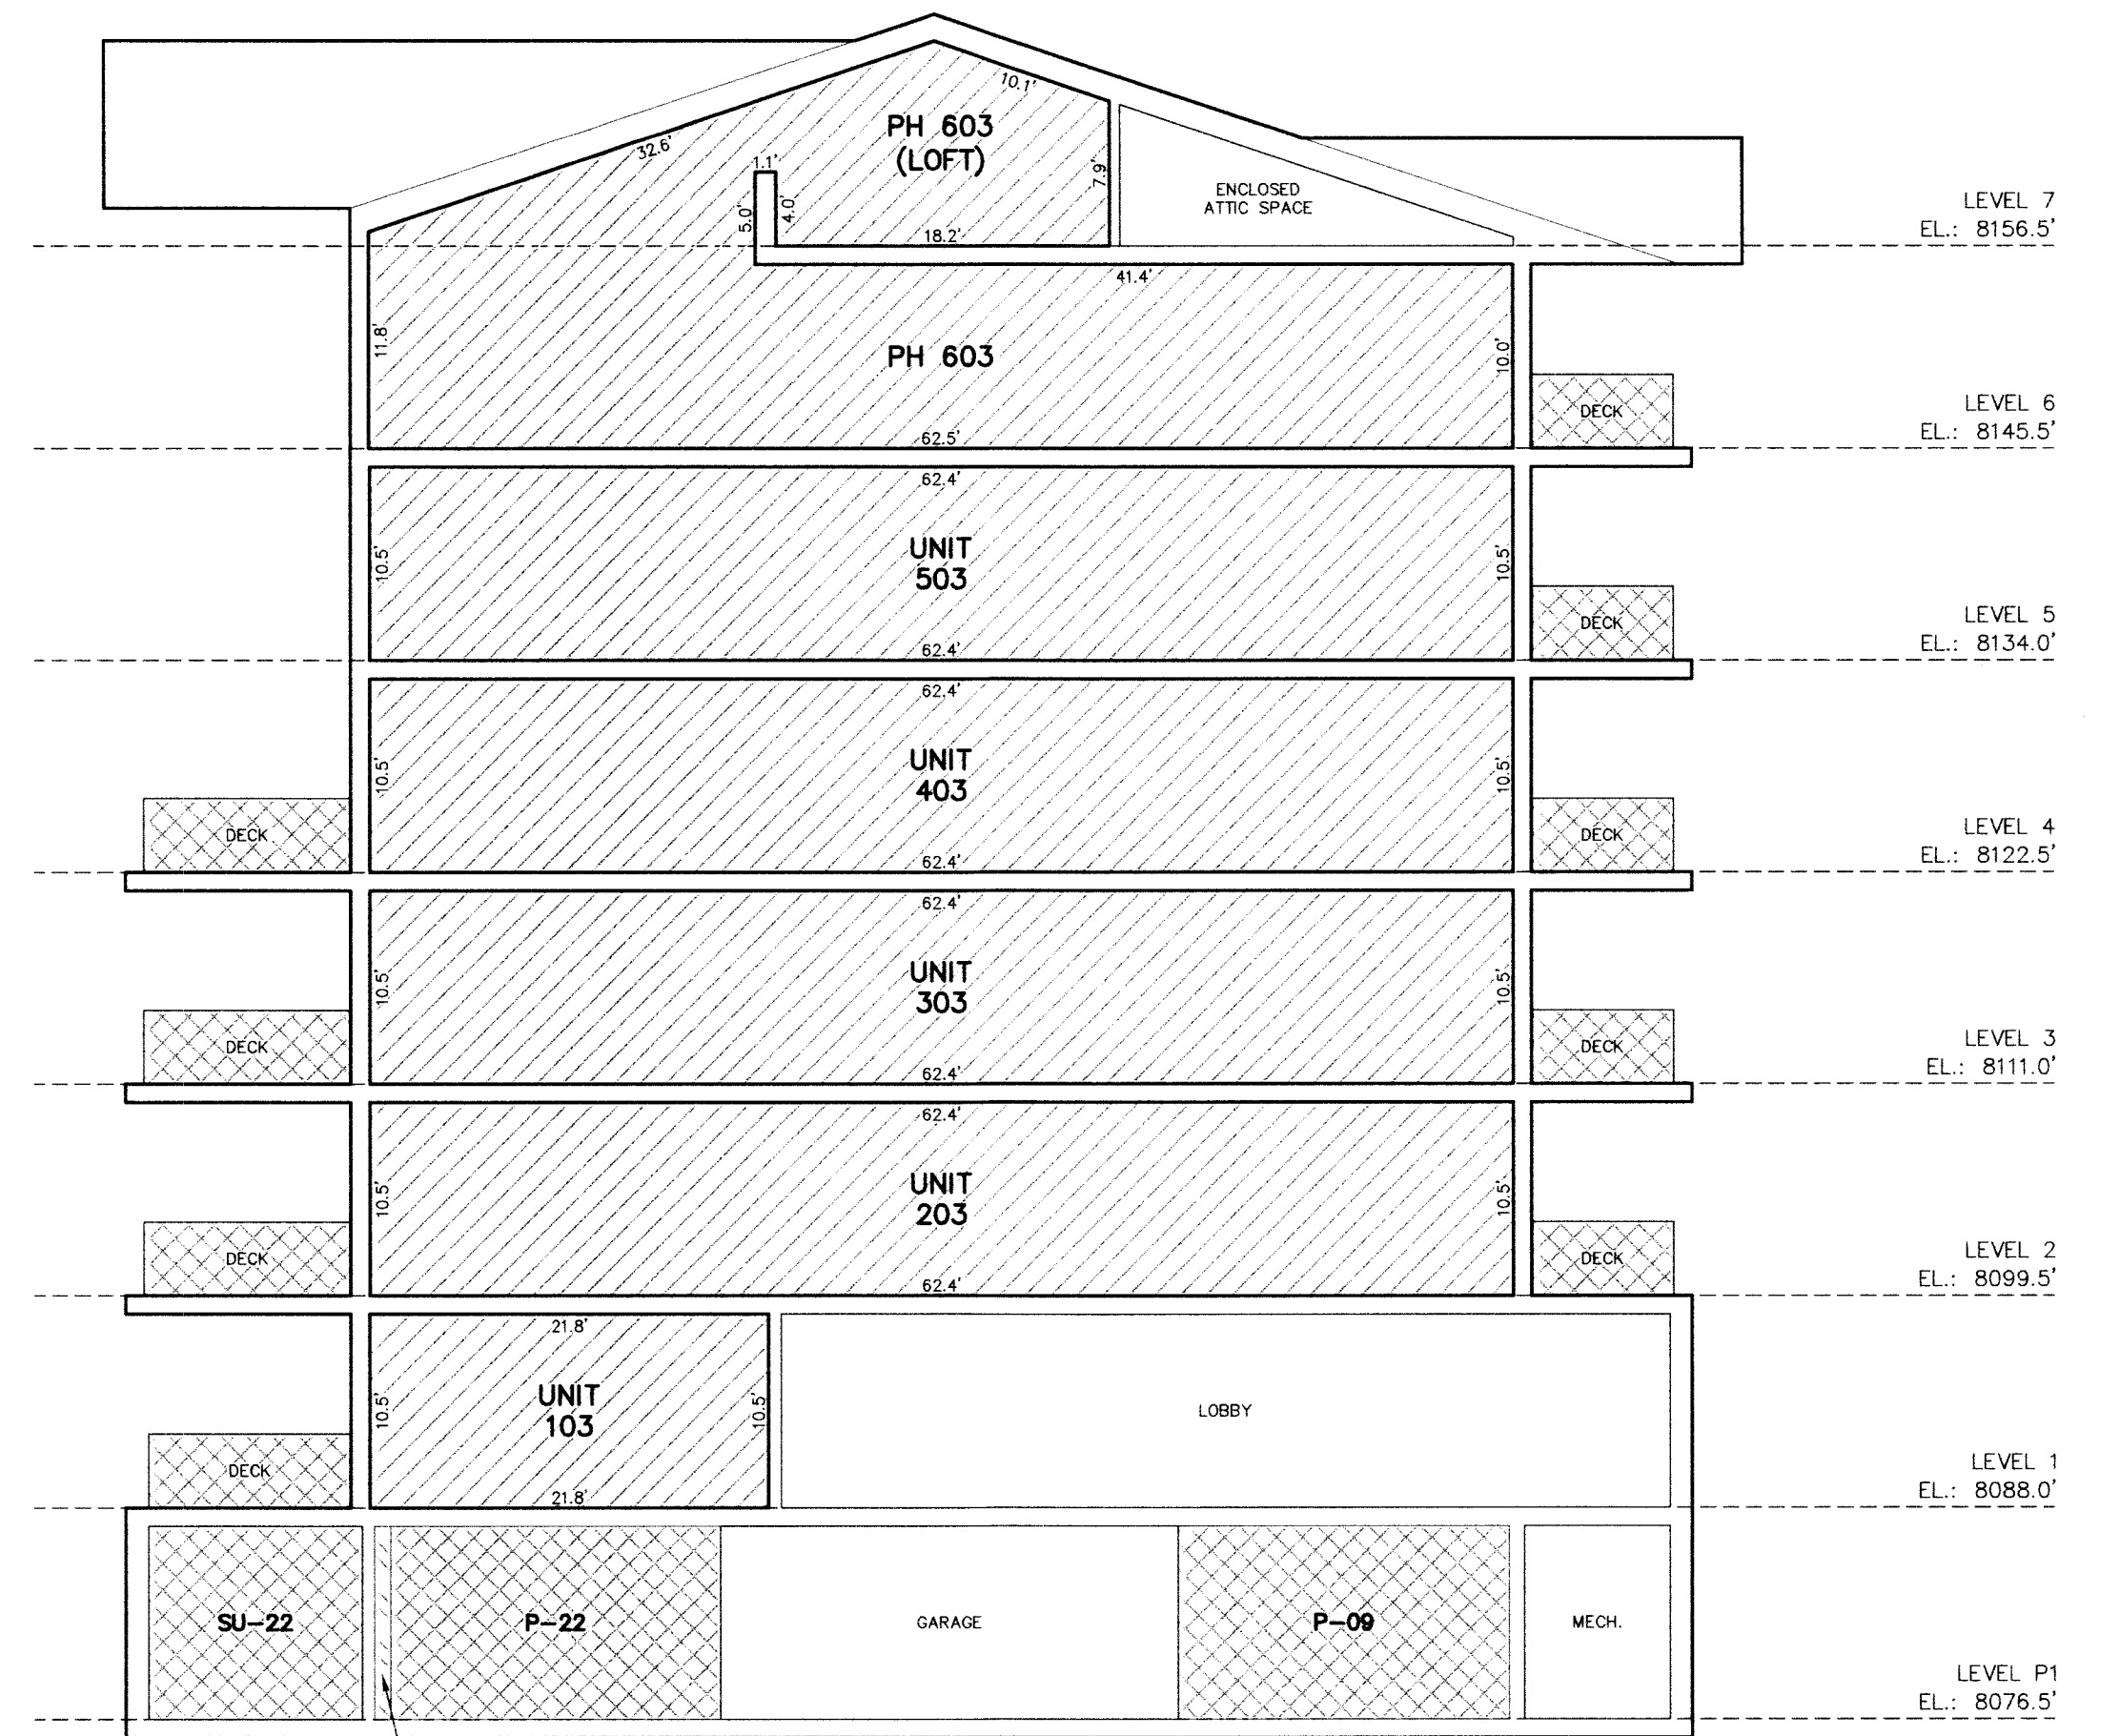 10.1'
PH 603
(LOFT)
32.6'
1.1'
7.9'
5.0'
4.0'
ENCLOSED
ATTIC SPACE
LEVEL 7
EL.: 8156.5'
18.2'
41.4'
11.8'
PH 603
10.0'
DECK
LEVEL 6
EL.: 8145.5'
62.5'
62.4'
10.5'
UNIT
503
10.5'
DECK
LEVEL 5
EL.: 8134.0'
62.4'
62.4'
10.5'
UNIT
403
10.5'
DECK
DECK
LEVEL 4
EL.: 8122.5'
62.4'
62.4'
10.5'
UNIT
303
10.5'
DECK
DECK
LEVEL 3
EL.: 8111.0'
62.4'
62.4'
10.5'
UNIT
203
10.5'
DECK
DECK
LEVEL 2
EL.: 8099.5'
62.4'
21.8'
10.5'
UNIT
103
10.5'
LOBBY
DECK
LEVEL 1
EL.: 8088.0'
21.8'
SU-22
P-22
GARAGE
P-09
MECH.
LEVEL P1
EL.: 8076.5'